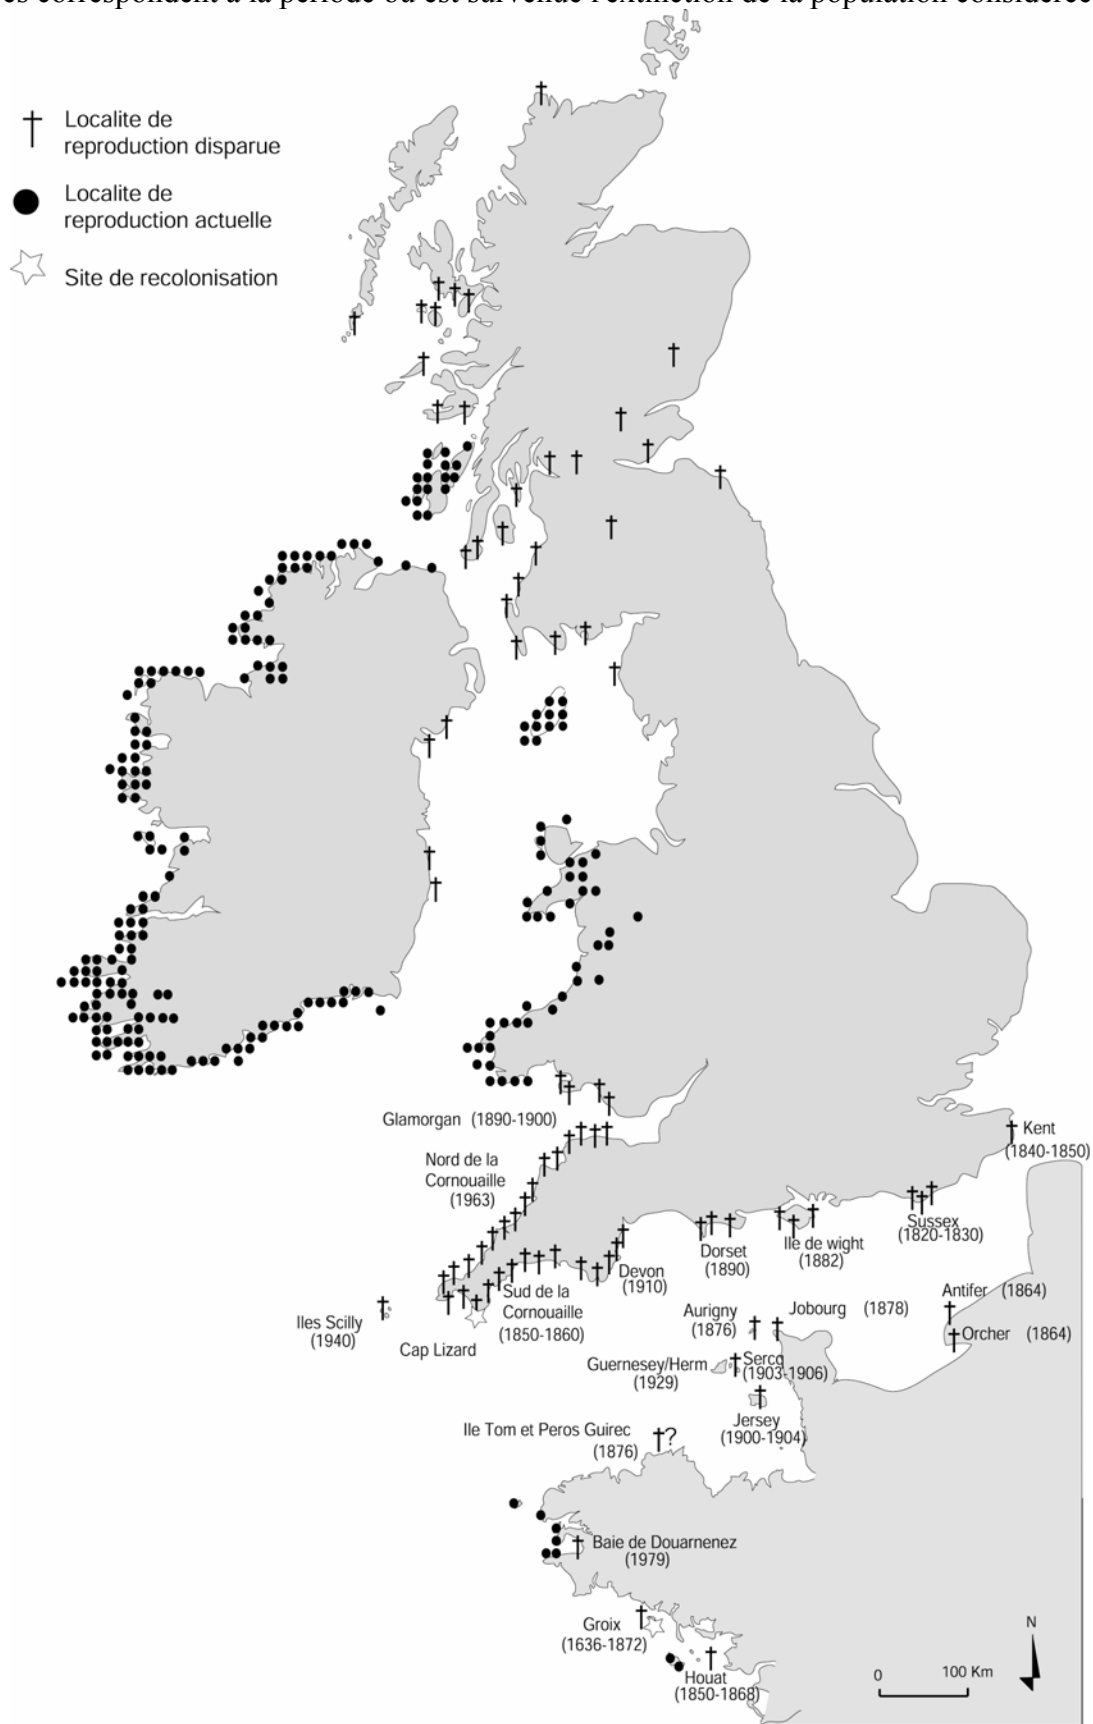 es correspondent à la période où est survenue l'extinction de la population considérée
Localite de
reproduction disparue
Localite de
reproduction actuelle
Site de recolonisation
Glamorgan (1890-1900)
Kent
(1840-1850)
Nord de la
Cornouaille
(1963)
Sussex
(1820-1830)
Ile de wight
(1882)
Dorset
(1890)
Devon
(1910)
Sud de la
Cornouaille
(1850-1860)
Iles Scilly
(1940)
Cap Lizard
Antifer (1864)
Aurigny
(1876)
Jobourg (1878)
Orcher (1864)
Guernesey/Herm
(1929)
Sercq
(1903-1906)
Jersey
(1900-1904)
Ile Tom et Peros Guirec
(1876)
?
Baie de Douarnenez
(1979)
Groix
(1636-1872)
Houat
(1850-1868)
N
0 100 Km